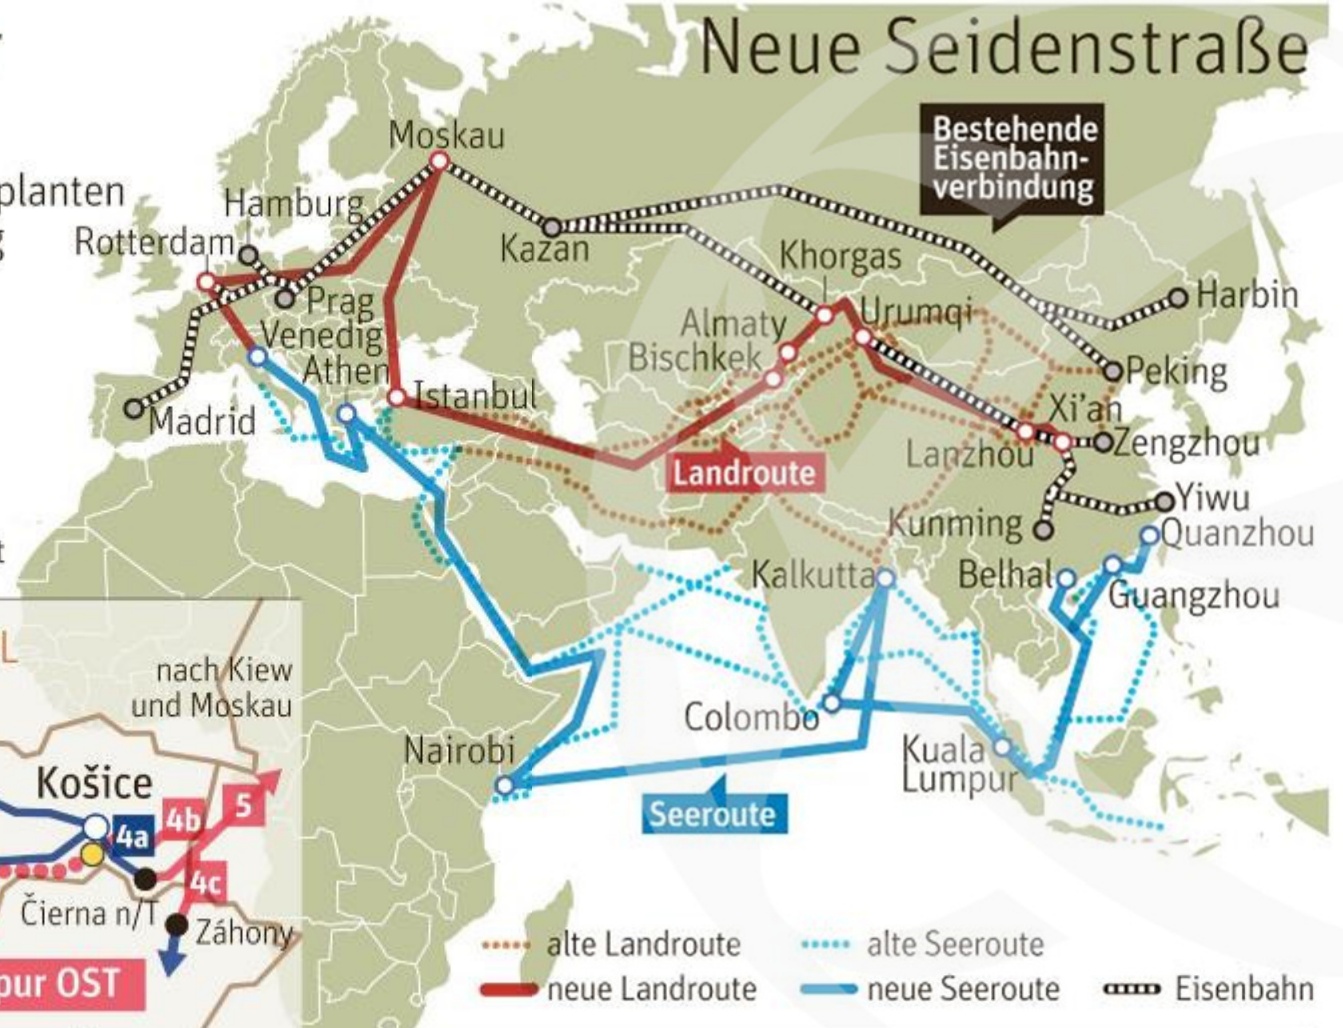 Neue Seidenstraße
Bestehende
Eisenbahn-
verbindung
Moskau
planten
Hamburg
Rotterdam
Kazan
Khorgas
Harbin
Prag
Almaty
Urumqi
Venedig
Bischkek
Athen
Peking
Istanbul
Madrid
Xi'an
Zengzhou
Lanzhou
Landroute
Yiwu
Kunming
Quanzhou
Kalkutta
Belhal
Guangzhou
L
nach Kiew
und Moskau
Colombo
Nairobi
Kuala
Lumpur
Košice
5
4b
4a
Seeroute
4c
Čierna n/T
Záhony
pur OST
alte Landroute
alte Seeroute
neue Landroute
neue Seeroute
Eisenbahn